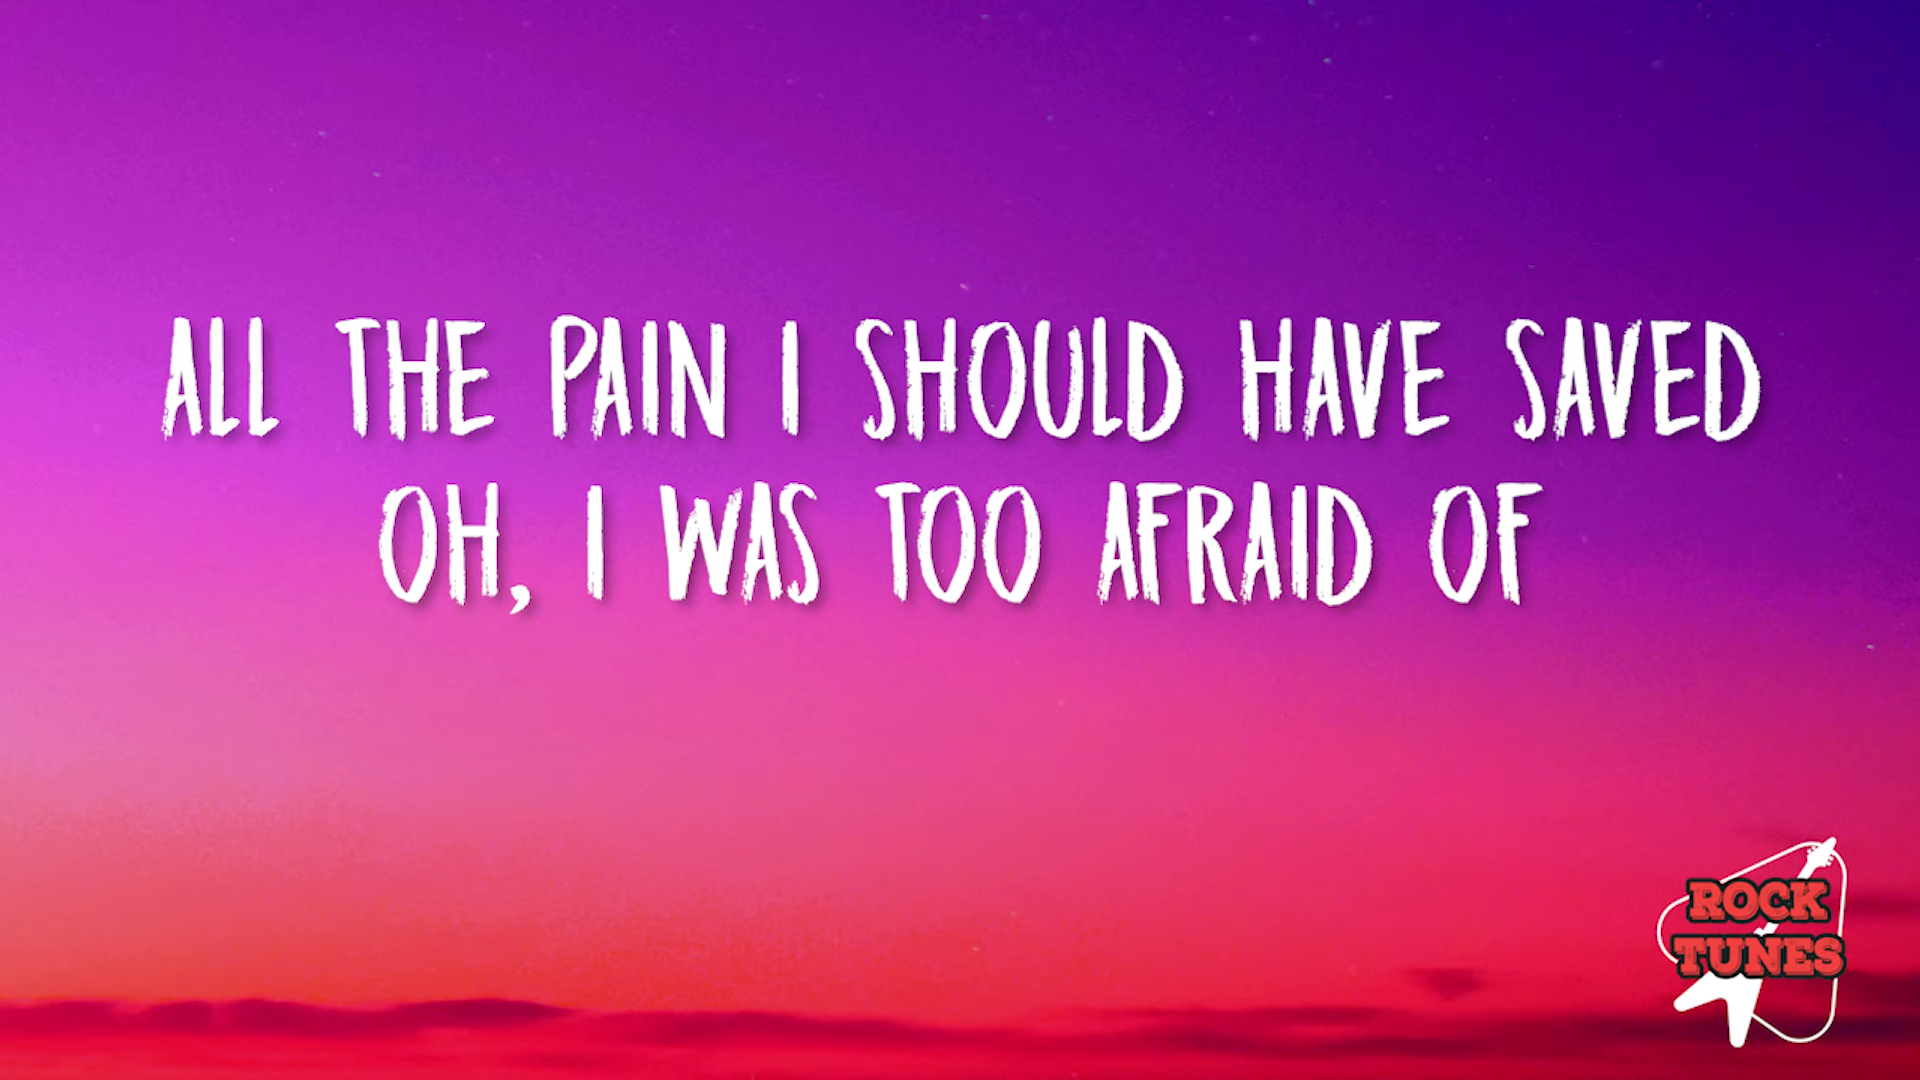 ALL THE PAIN I SHOULD HAVE SAVED
OH, I WAS TOO AFRAID OF
ROCK
TUNES